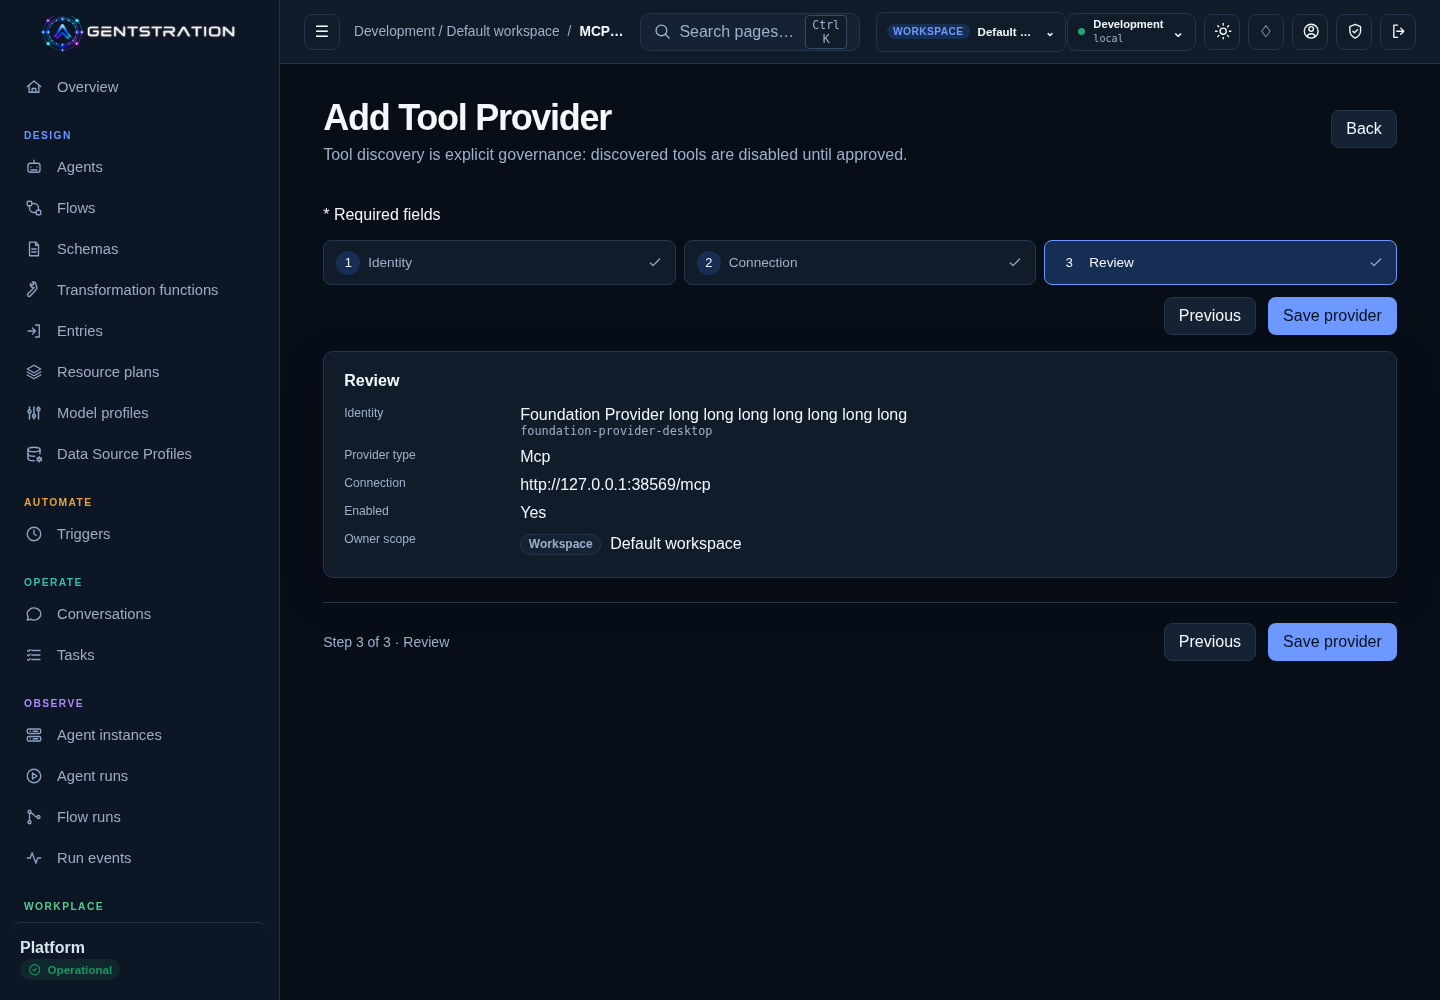 GENTSTRATION
Overview
DESIGN
Agents
Flows
Schemas
Transformation functions
Entries
Resource plans
Model profiles
Data Source Profiles
AUTOMATE
Triggers
OPERATE
Conversations
Tasks
OBSERVE
Agent instances
Agent runs
Flow runs
Run events
WORKPLACE
Platform
Operational
Development / Default workspace / MCP...
Search pages...
Ctrl
K
WORKSPACE Default ...
Development
local
Add Tool Provider
Tool discovery is explicit governance: discovered tools are disabled until approved.
Back
* Required fields
1 Identity
2 Connection
3 Review
Previous
Save provider
Review
Identity
Foundation Provider long long long long long long long
foundation-provider-desktop
Provider type
Mcp
Connection
http://127.0.0.1:38569/mcp
Enabled
Yes
Owner scope
Workspace Default workspace
Step 3 of 3 · Review
Previous
Save provider